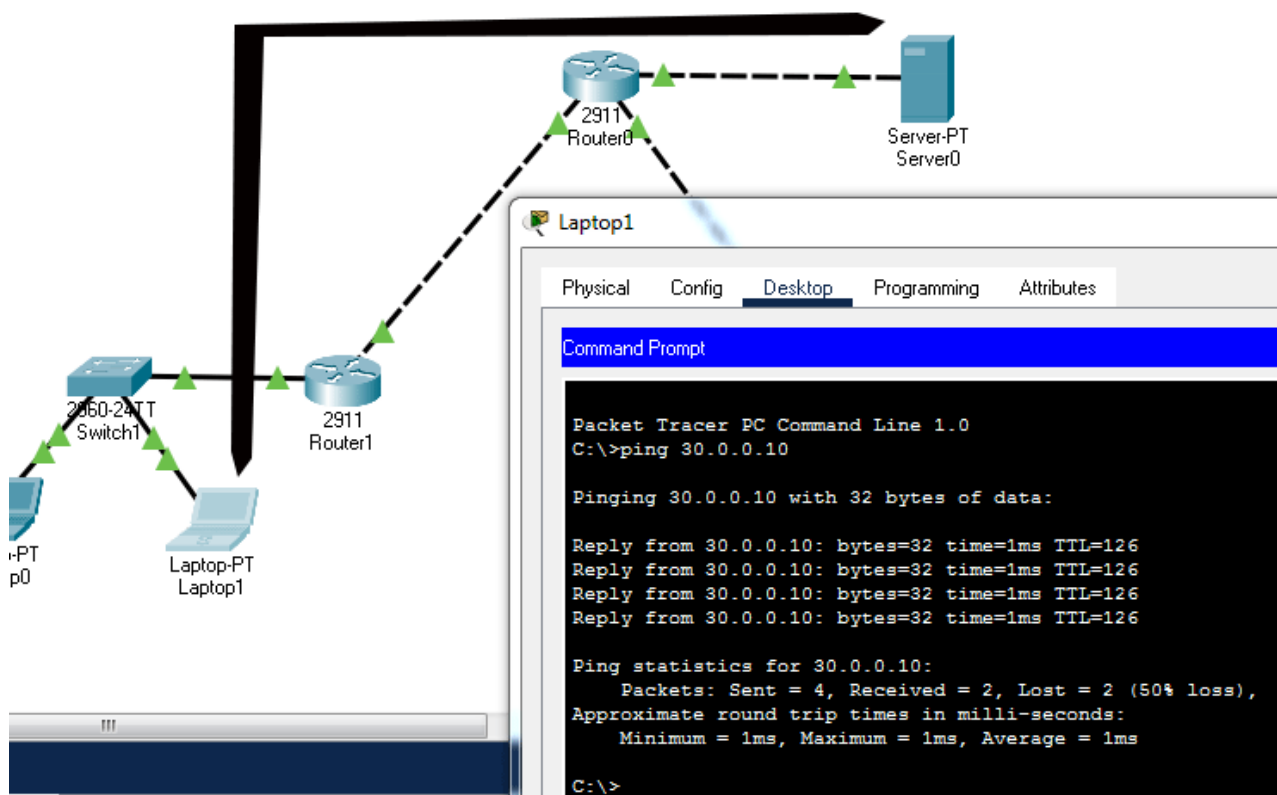 2911
Router0
Server-PT
Server0
2960-24TT
Switch1
2911
Router1
-PT
p0
Laptop-PT
Laptop1
Laptop1
Physical Config Desktop Programming Attributes
Command Prompt
Packet Tracer PC Command Line 1.0
C:\>ping 30.0.0.10
Pinging 30.0.0.10 with 32 bytes of data:
Reply from 30.0.0.10: bytes=32 time=1ms TTL=126
Reply from 30.0.0.10: bytes=32 time=1ms TTL=126
Reply from 30.0.0.10: bytes=32 time=1ms TTL=126
Reply from 30.0.0.10: bytes=32 time=1ms TTL=126
Ping statistics for 30.0.0.10:
Packets: Sent = 4, Received = 2, Lost = 2 (50% loss),
Approximate round trip times in milli-seconds:
Minimum = 1ms, Maximum = 1ms, Average = 1ms
C:\>